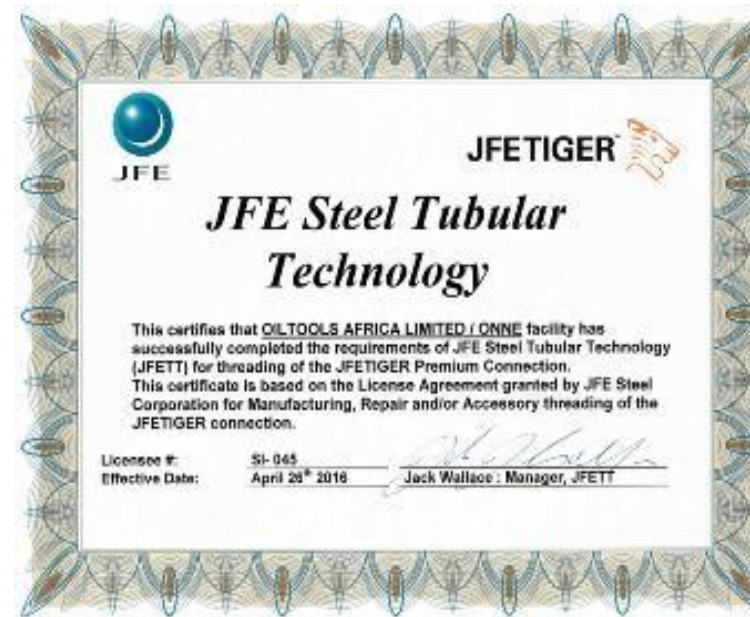 JFE
JFETIGER™
JFE Steel Tubular
Technology
This certifies that OILTOOLS AFRICA LIMITED / ONNE facility has
successfully completed the requirements of JFE Steel Tubular Technology
(JFETT) for threading of the JFETIGER Premium Connection.
This certificate is based on the License Agreement granted by JFE Steel
Corporation for Manufacturing, Repair and/or Accessory threading of the
JFETIGER connection.
Licensee #: SI- 045
Effective Date: April 26th 2016 Jack Wallace : Manager, JFETT